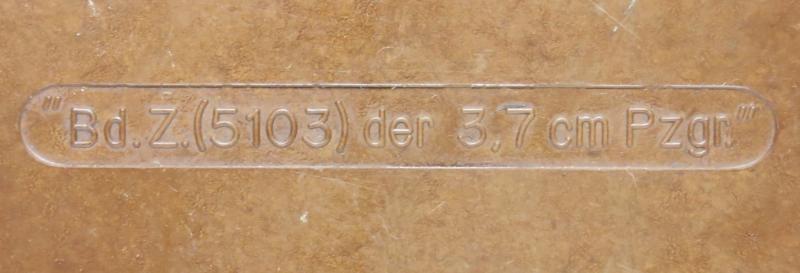 "Bd.Z.(5103) der 3,7 cm Pzgr."